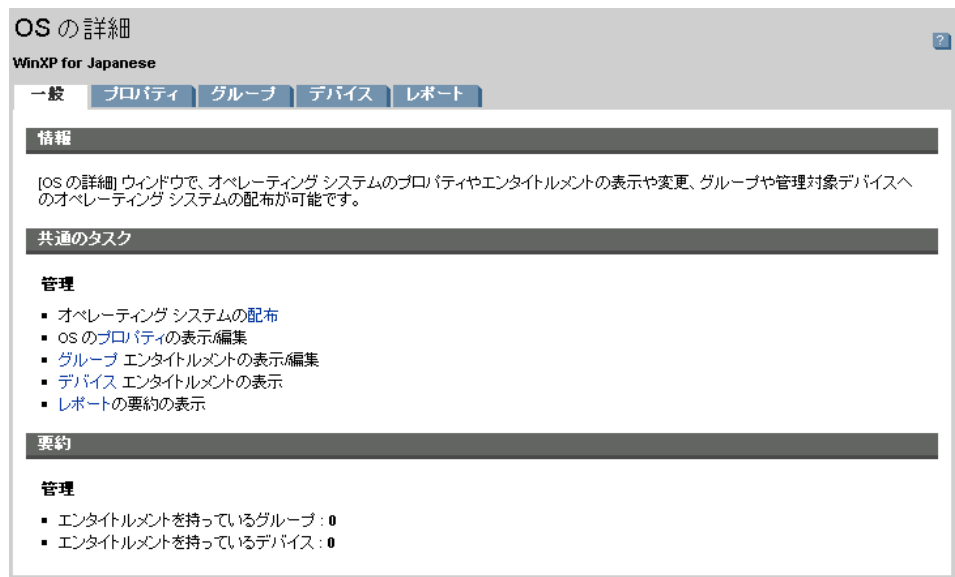 OS の詳細
?
WinXP for Japanese
一般 プロパティ グループ デバイス レポート
情報
[OS の詳細] ウィンドウで、オペレーティング システムのプロパティやエンタイトルメントの表示や変更、グループや管理対象デバイスへ
のオペレーティング システムの配布が可能です。
共通のタスク
管理
▪ オペレーティング システムの配布
▪ OS のプロパティの表示/編集
▪ グループ エンタイトルメントの表示/編集
▪ デバイス エンタイトルメントの表示
▪ レポートの要約の表示
要約
管理
▪ エンタイトルメントを持っているグループ : 0
▪ エンタイトルメントを持っているデバイス : 0